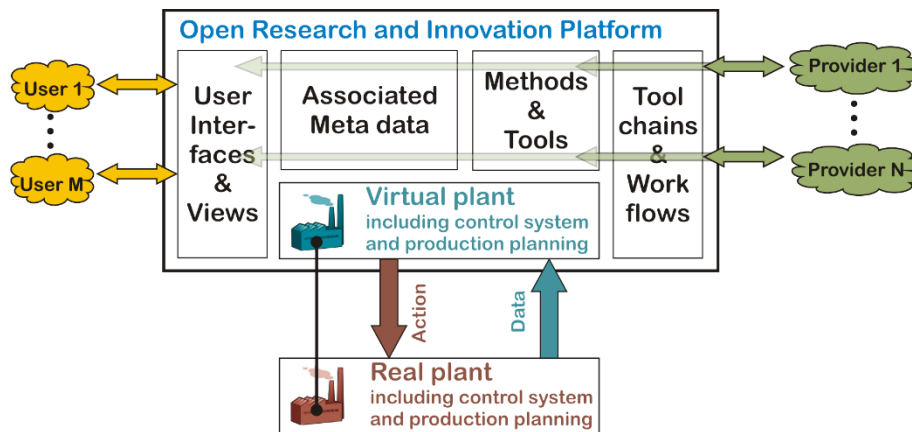 Open Research and Innovation Platform
User 1
User M
User
Inter-
faces
&
Views
Associated
Meta data
Methods
&
Tools
Tool
chains
&
Work
flows
Provider 1
Provider N
Virtual plant
including control system
and production planning
Action
Data
Real plant
including control system
and production planning